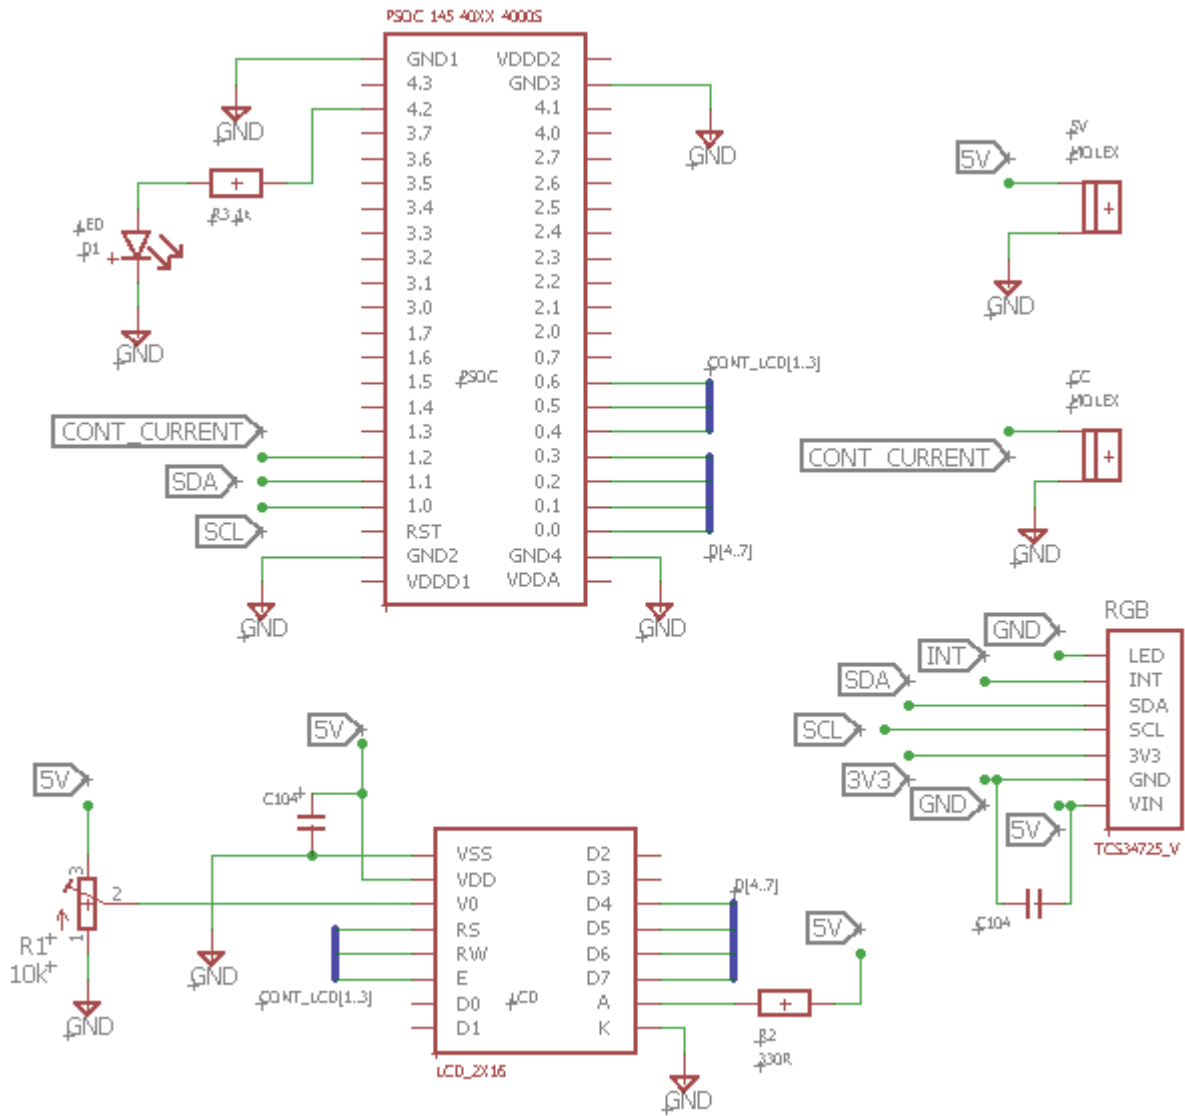 PSOC 145 40XX 4000S
GND1
4.3
4.2
3.7
3.6
3.5
3.4
3.3
3.2
3.1
3.0
1.7
1.6
1.5
1.4
1.3
1.2
1.1
1.0
RST
GND2
VDDD1
VDDD2
GND3
4.1
4.0
2.7
2.6
2.5
2.4
2.3
2.2
2.1
2.0
0.7
0.6
0.5
0.4
0.3
0.2
0.1
0.0
GND4
VDDA
PSOC
GND
GND
R3 1k
LED
D1
GND
CONT_CURRENT
SDA
SCL
GND
GND
CONT_LCD[1..3]
D[4..7]
5V
5V
MOLEX
GND
CC
MOLEX
CONT_CURRENT
GND
RGB
GND
INT
SDA
SCL
3V3
GND
5V
LED
INT
SDA
SCL
3V3
GND
VIN
TCS34725_V
C104
5V
5V
C104
3
2
1
R1
10k
GND
GND
CONT_LCD[1..3]
VSS
VDD
V0
RS
RW
E
D0
D1
D2
D3
D4
D5
D6
D7
A
K
LCD
LCD_2X16
D[4..7]
5V
R2
330R
GND